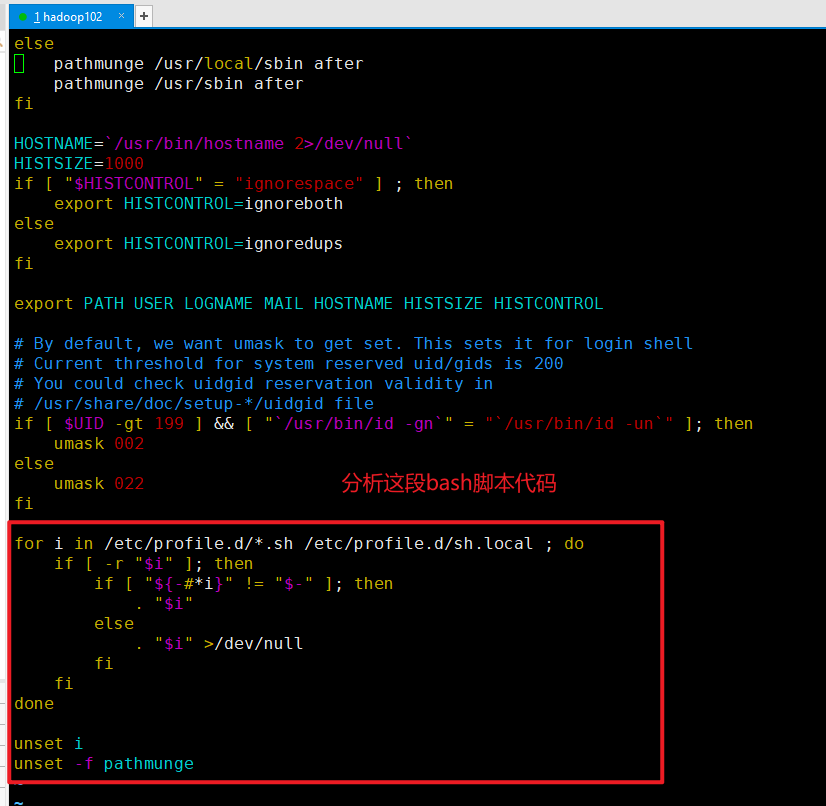 1 hadoop102 × +
else
    pathmunge /usr/local/sbin after
    pathmunge /usr/sbin after
fi

HOSTNAME=`/usr/bin/hostname 2>/dev/null`
HISTSIZE=1000
if [ "$HISTCONTROL" = "ignorespace" ] ; then
    export HISTCONTROL=ignoreboth
else
    export HISTCONTROL=ignoredups
fi

export PATH USER LOGNAME MAIL HOSTNAME HISTSIZE HISTCONTROL

# By default, we want umask to get set. This sets it for login shell
# Current threshold for system reserved uid/gids is 200
# You could check uidgid reservation validity in
# /usr/share/doc/setup-*/uidgid file
if [ $UID -gt 199 ] && [ "`/usr/bin/id -gn`" = "`/usr/bin/id -un`" ]; then
    umask 002
else
    umask 022
分析这段bash脚本代码
fi

for i in /etc/profile.d/*.sh /etc/profile.d/sh.local ; do
    if [ -r "$i" ]; then
        if [ "${-#*i}" != "$-" ]; then
            . "$i"
        else
            . "$i" >/dev/null
        fi
    fi
done

unset i
unset -f pathmunge
~
~